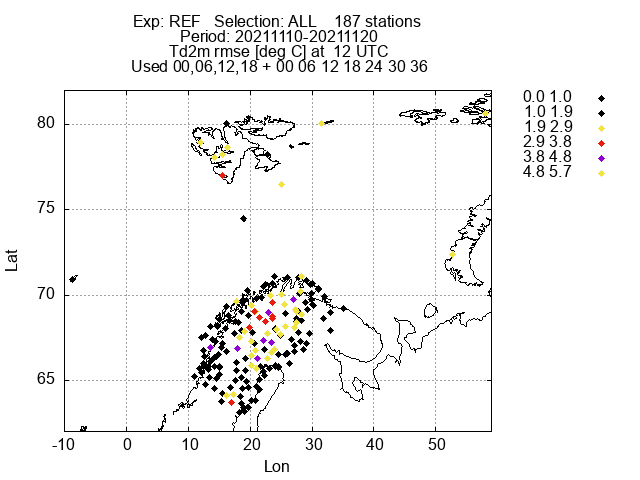 Exp: REF   Selection: ALL    187 stations
Period: 20211110-20211120
Td2m rmse [deg C] at  12 UTC
Used 00,06,12,18 + 00 06 12 18 24 30 36
0.0 1.0
1.0 1.9
1.9 2.9
2.9 3.8
3.8 4.8
4.8 5.7
80
75
70
65
Lat
-10 0 10 20 30 40 50
Lon